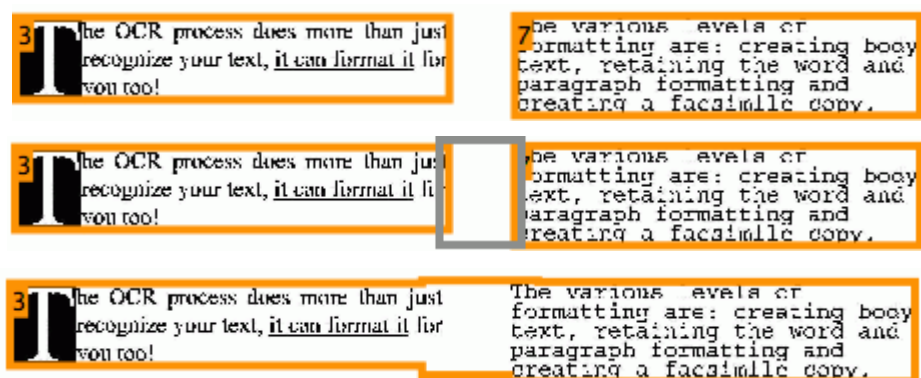 3 The OCR process does more than just
recognize your text, it can format it for
you too!
7 The various levels of
formatting are: creating body
text, retaining the word and
paragraph formatting and
creating a facsimile copy.
3 The OCR process does more than just
recognize your text, it can format it for
you too!
The various levels of
formatting are: creating body
text, retaining the word and
paragraph formatting and
creating a facsimile copy.
3 The OCR process does more than just
recognize your text, it can format it for
you too!
The various levels of
formatting are: creating body
text, retaining the word and
paragraph formatting and
creating a facsimile copy.